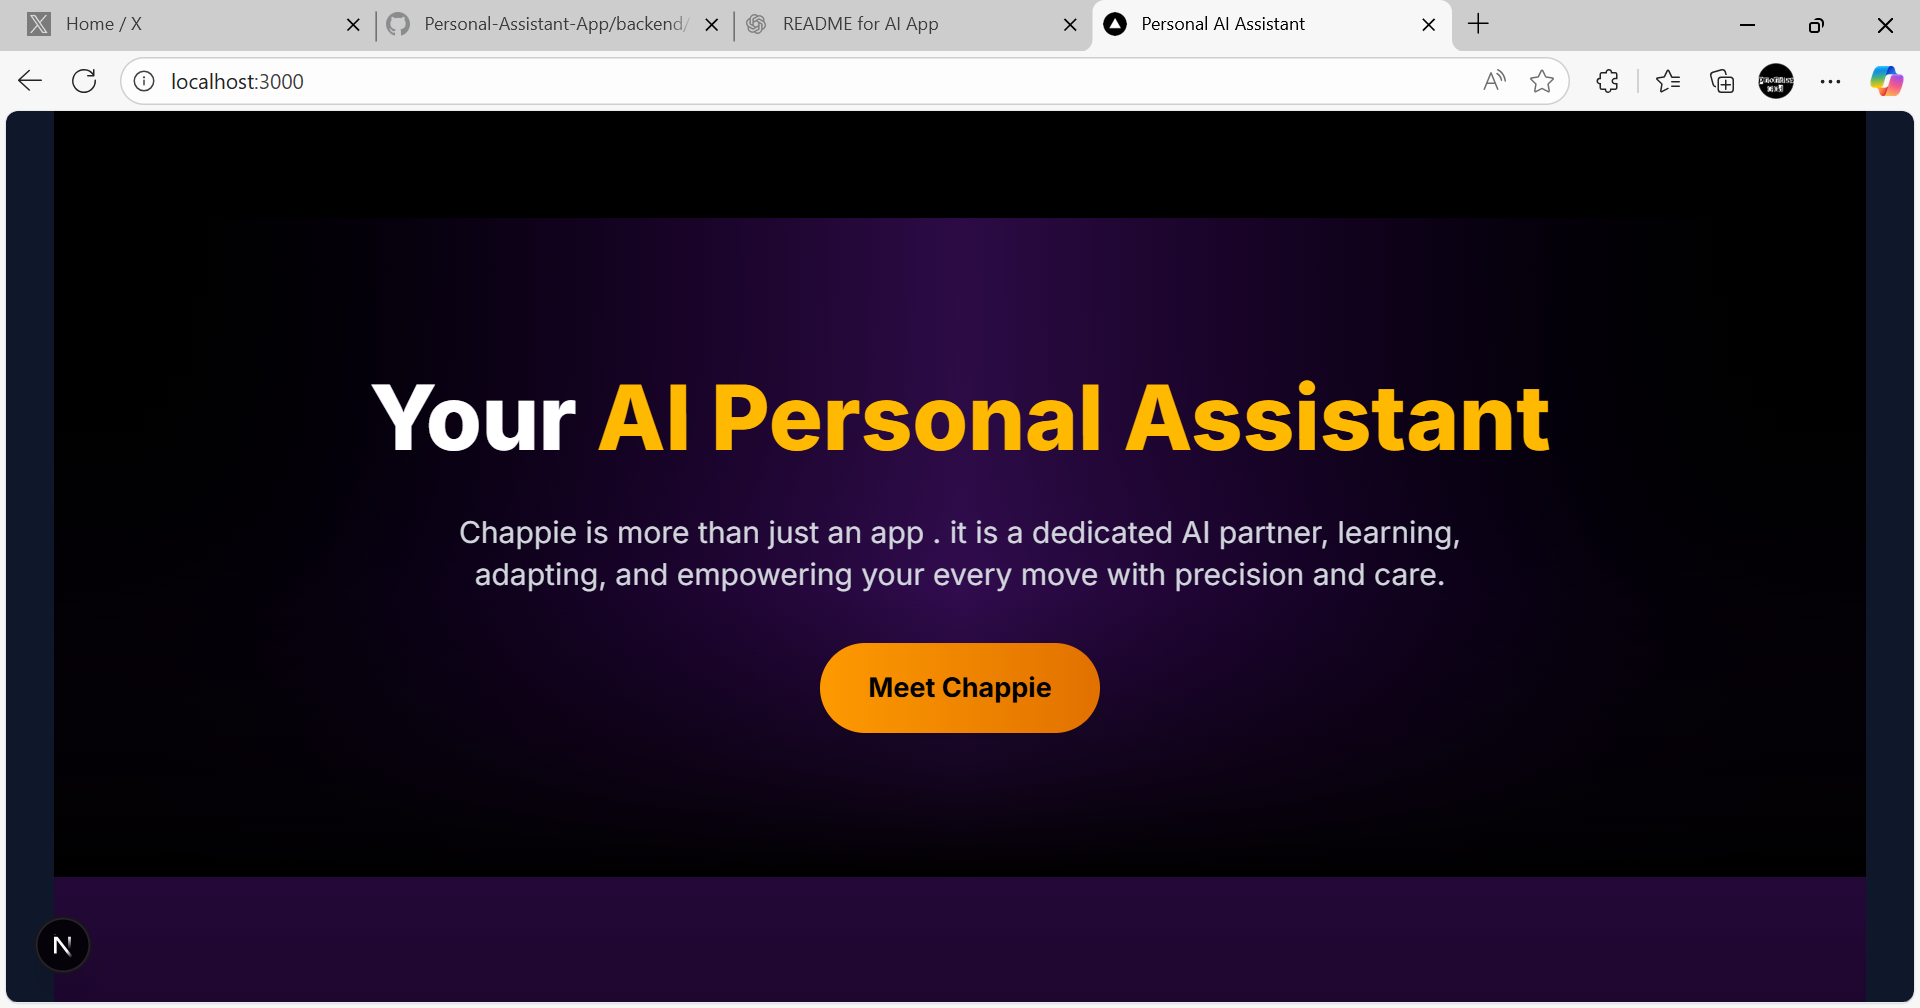 Home / X
Personal-Assistant-App/backend/
README for AI App
Personal AI Assistant
localhost:3000
Your AI Personal Assistant
Chappie is more than just an app . it is a dedicated AI partner, learning,
adapting, and empowering your every move with precision and care.
Meet Chappie
N